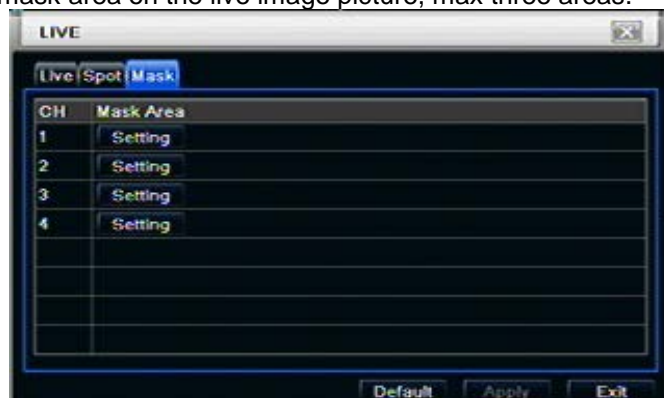 mask area on the live image picture, max three areas.
LIVE
Live Spot Mask
CH Mask Area
1 Setting
2 Setting
3 Setting
4 Setting
Default Apply Exit